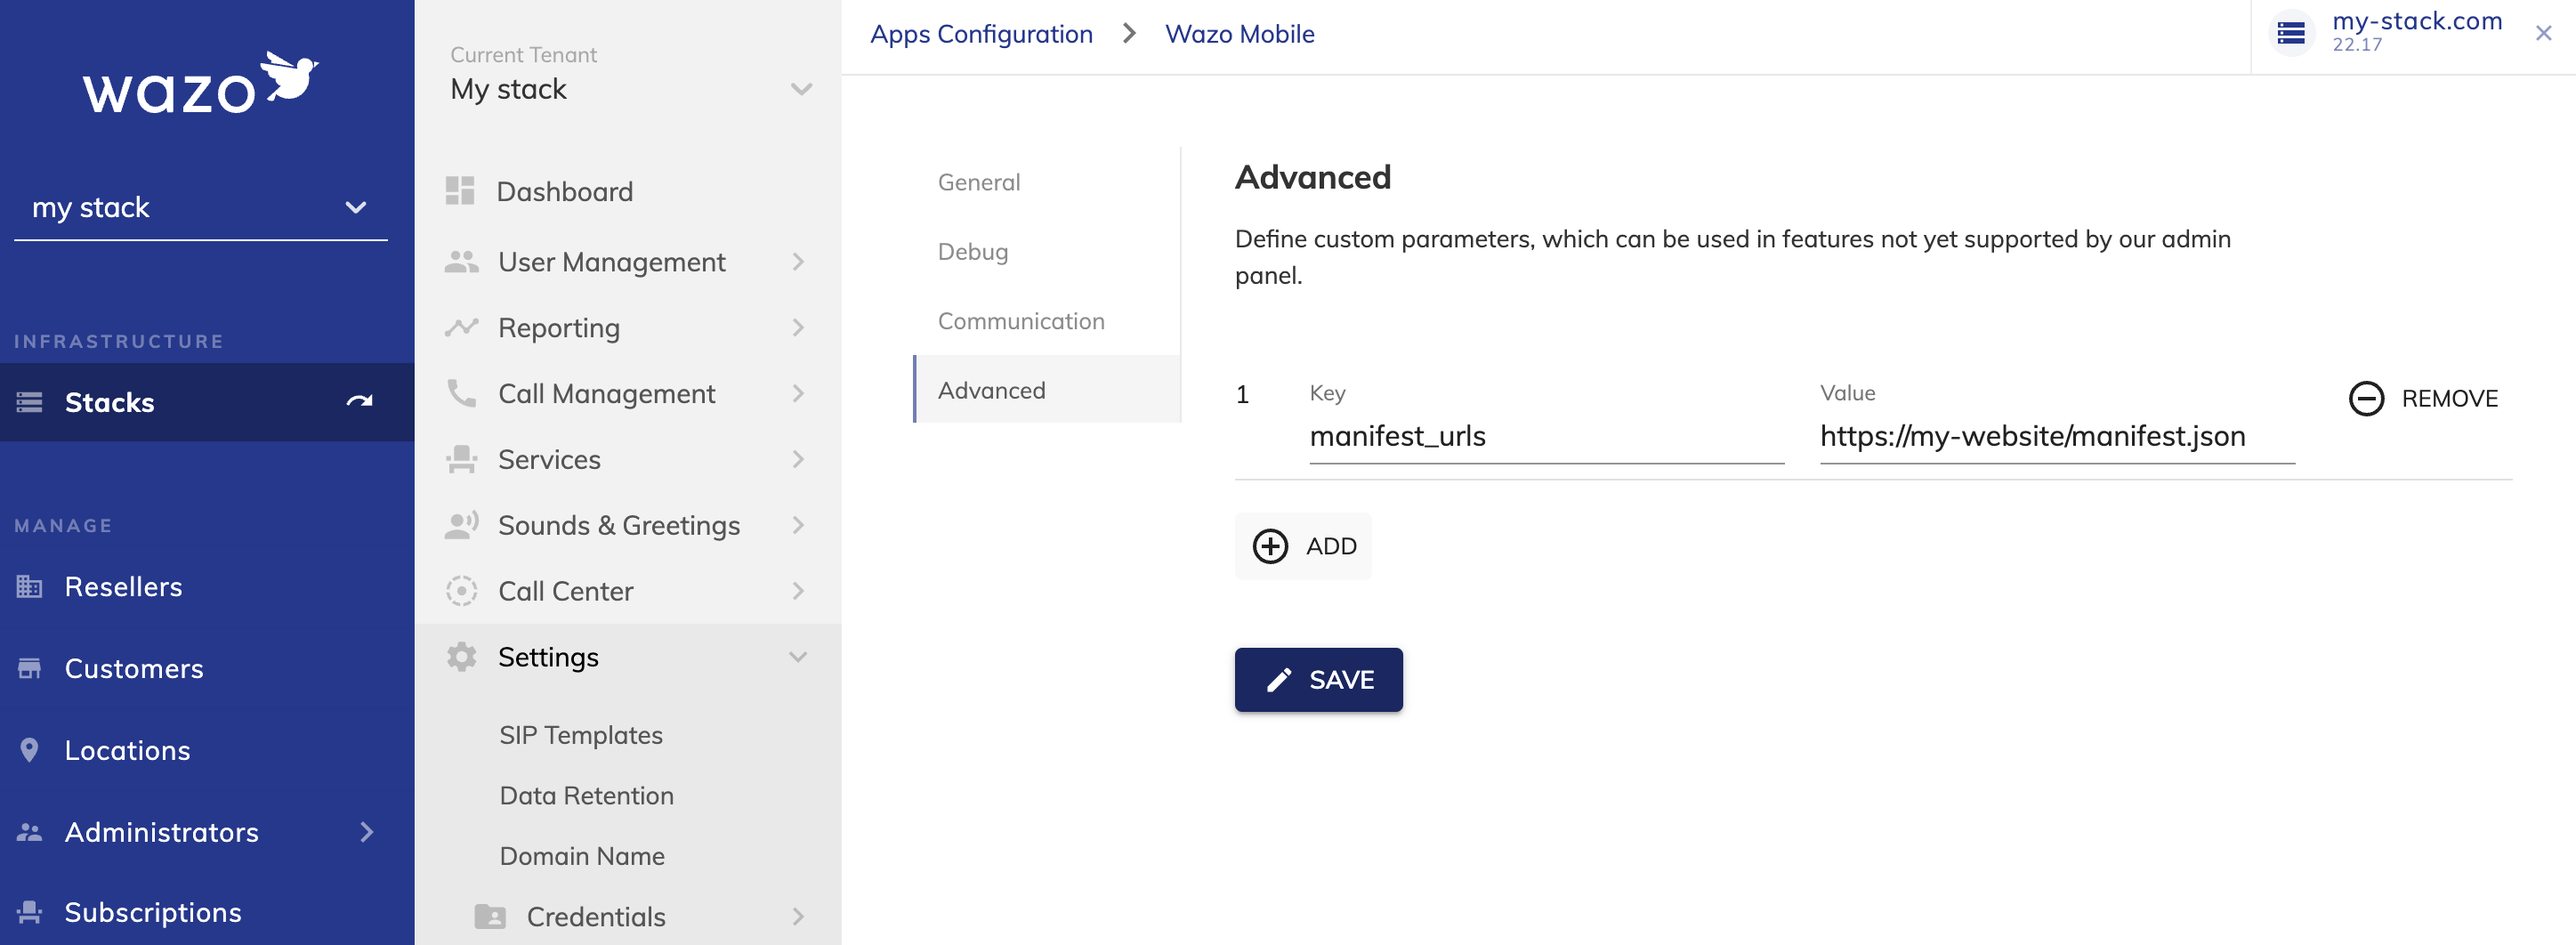 wazo
my stack
INFRASTRUCTURE
Stacks
MANAGE
Resellers
Customers
Locations
Administrators
Subscriptions
Current Tenant
My stack
Dashboard
User Management
Reporting
Call Management
Services
Sounds & Greetings
Call Center
Settings
SIP Templates
Data Retention
Domain Name
Credentials
Apps Configuration > Wazo Mobile
my-stack.com
22.17
General
Debug
Communication
Advanced
Advanced
Define custom parameters, which can be used in features not yet supported by our admin
panel.
1
Key
manifest_urls
Value
https://my-website/manifest.json
REMOVE
ADD
SAVE